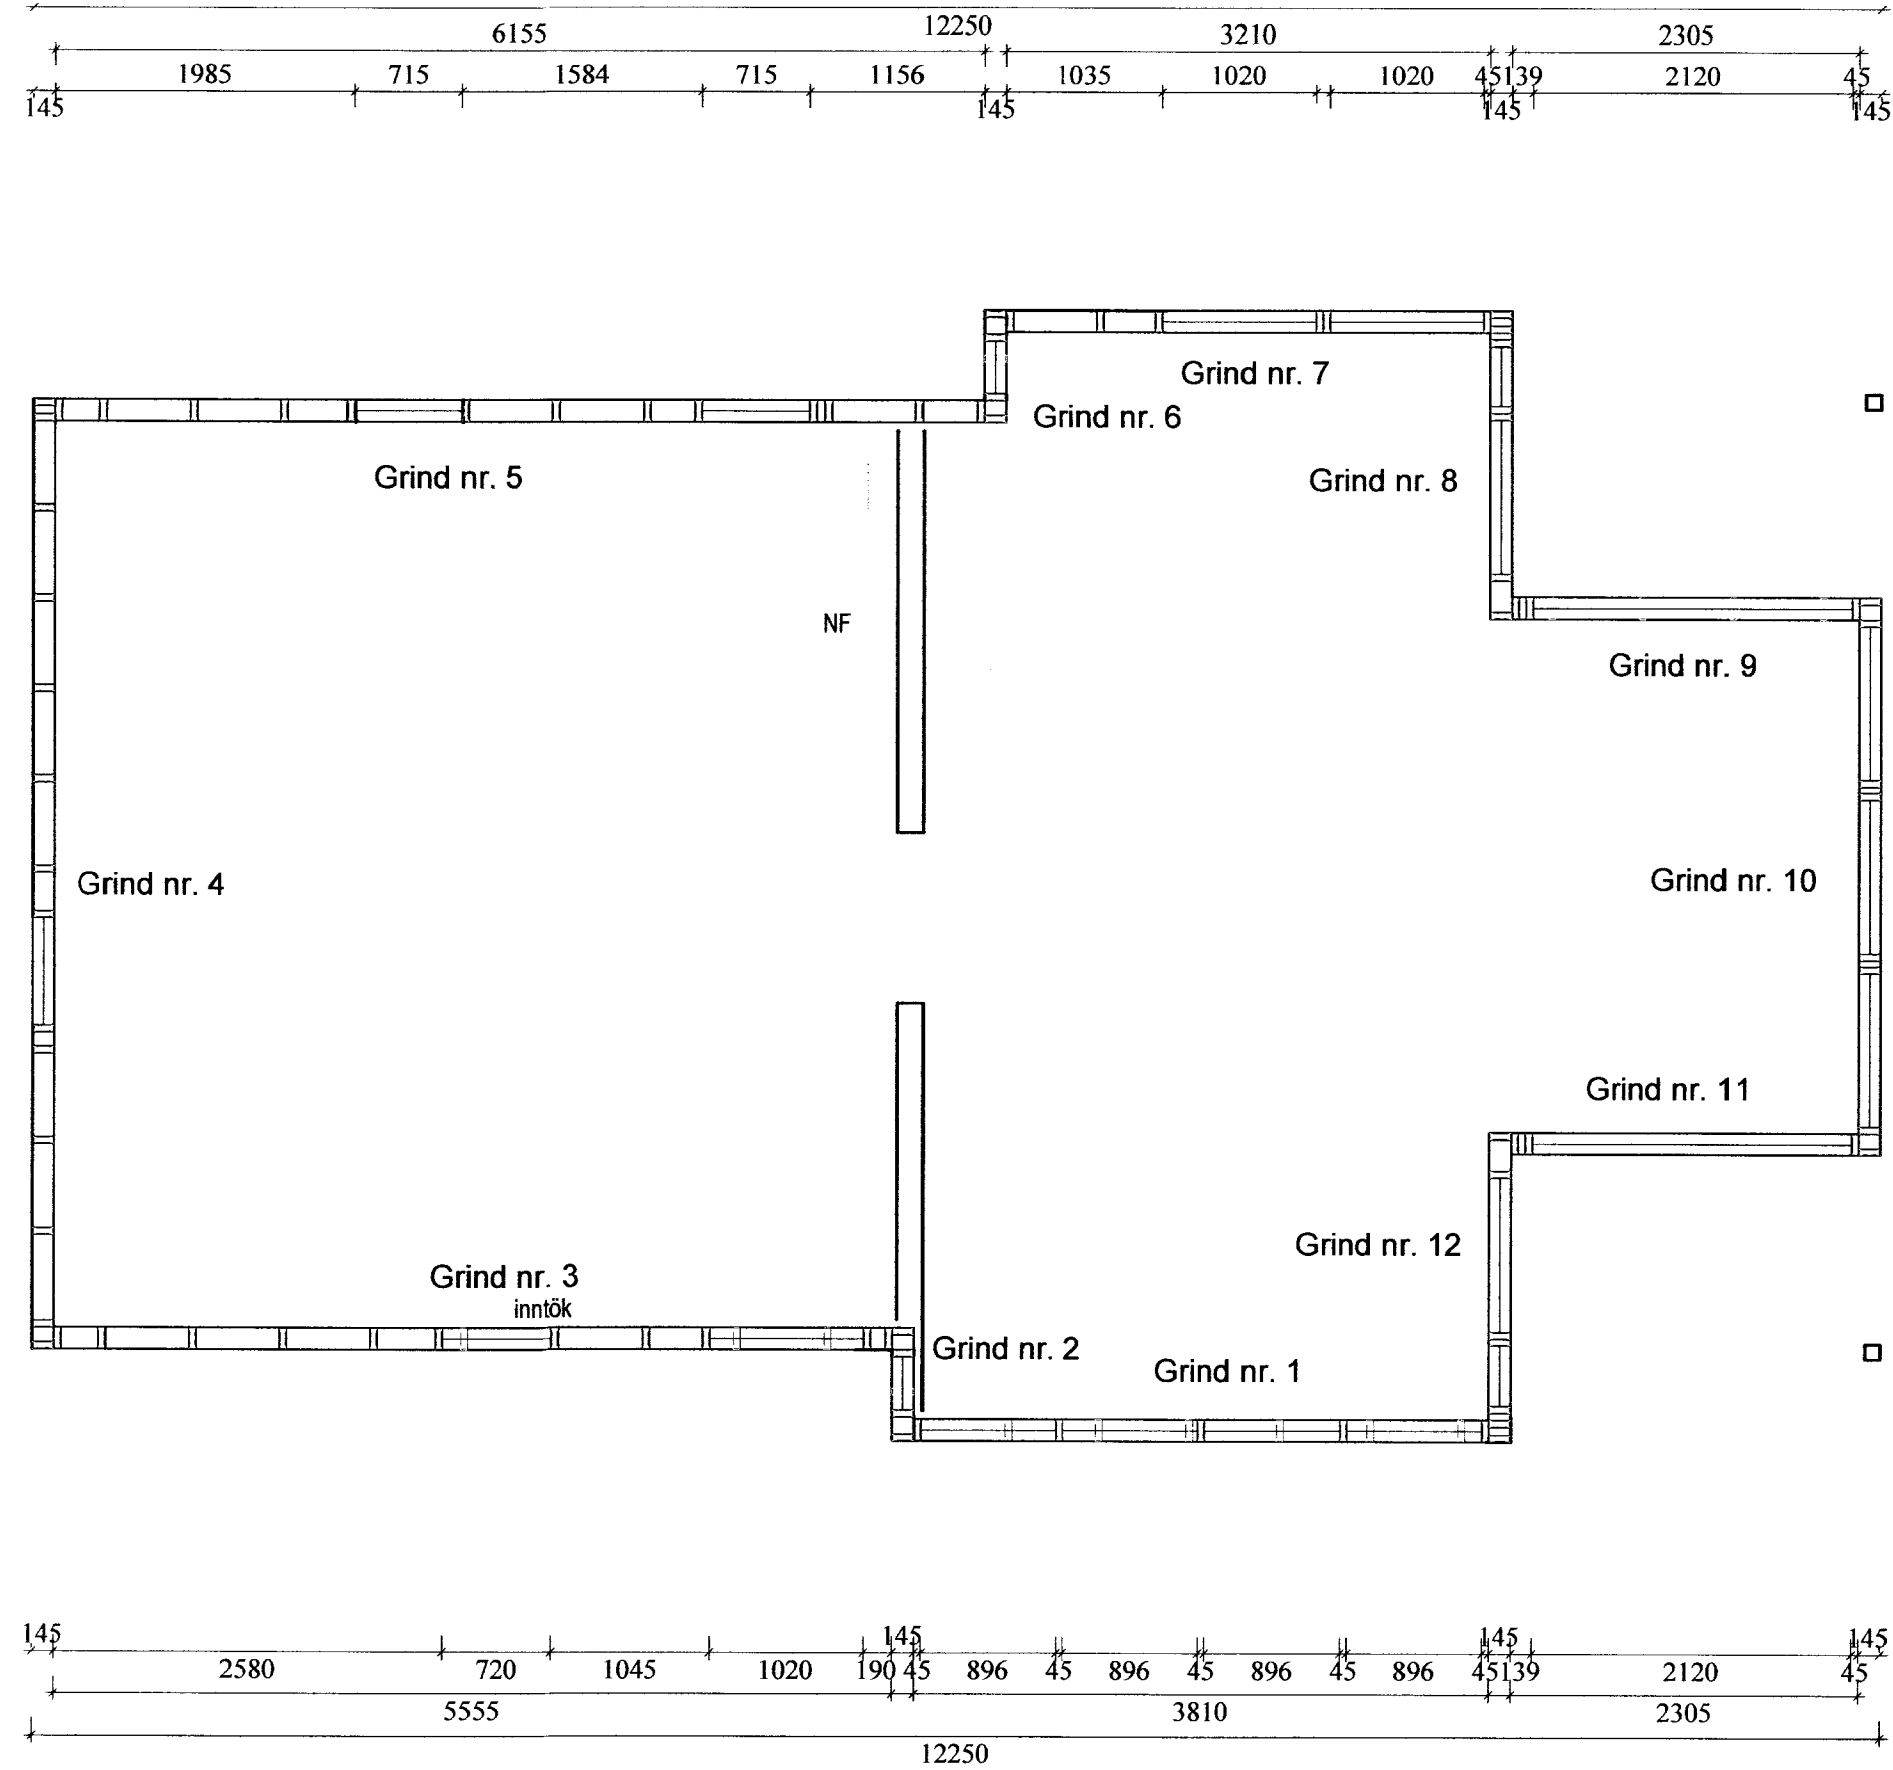 12250
6155 3210 2305
1985 715 1584 715 1156 1035 1020 1020 45 139 2120 45
145 145 145 145
Grind nr. 7
Grind nr. 6
Grind nr. 5
Grind nr. 8
NF
Grind nr. 9
Grind nr. 4
Grind nr. 10
Grind nr. 11
Grind nr. 12
Grind nr. 3
inntök
Grind nr. 2
Grind nr. 1
145 145 145 145
2580 720 1045 1020 190 45 896 45 896 45 896 45 896 45 139 2120 45
5555 3810 2305
12250